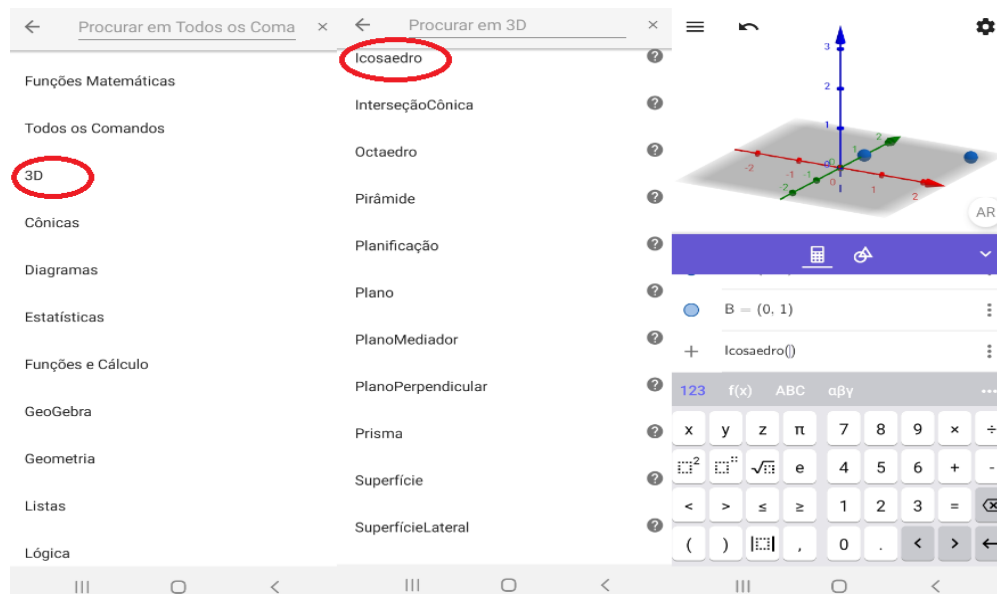 Procurar em Todos os Coma
Funções Matemáticas
Todos os Comandos
3D
Cônicas
Diagramas
Estatísticas
Funções e Cálculo
GeoGebra
Geometria
Listas
Lógica
Procurar em 3D
Icosaedro
InterseçãoCônica
Octaedro
Pirâmide
Planificação
Plano
PlanoMediador
PlanoPerpendicular
Prisma
Superfície
SuperfícieLateral
3
2
1
0
-2
-1
0
1
2
-2
-1
1
2
AR
B = (0, 1)
Icosaedro()
123 f(x) ABC αβγ
x y z π 7 8 9 × ÷
2 √ e 4 5 6 + -
< > ≤ ≥ 1 2 3 =
( ) | | , 0 . < >